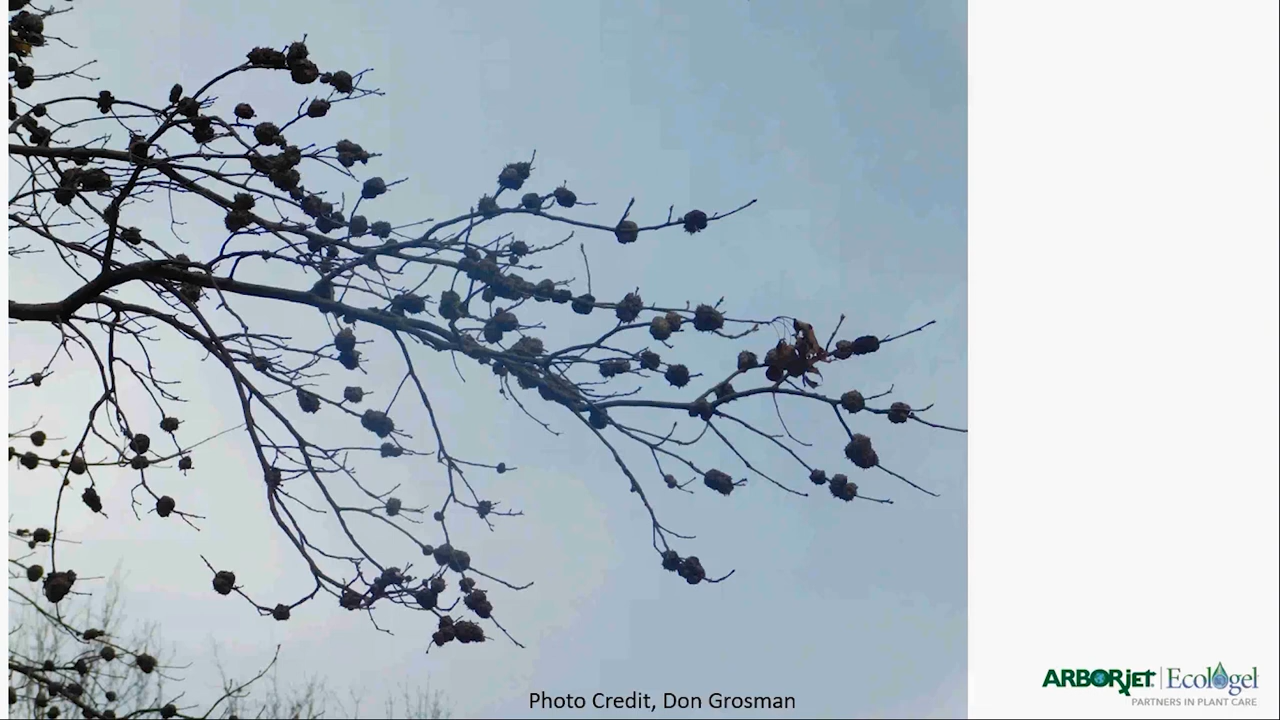 Photo Credit, Don Grosman
ARBORjet | Ecologel
PARTNERS IN PLANT CARE